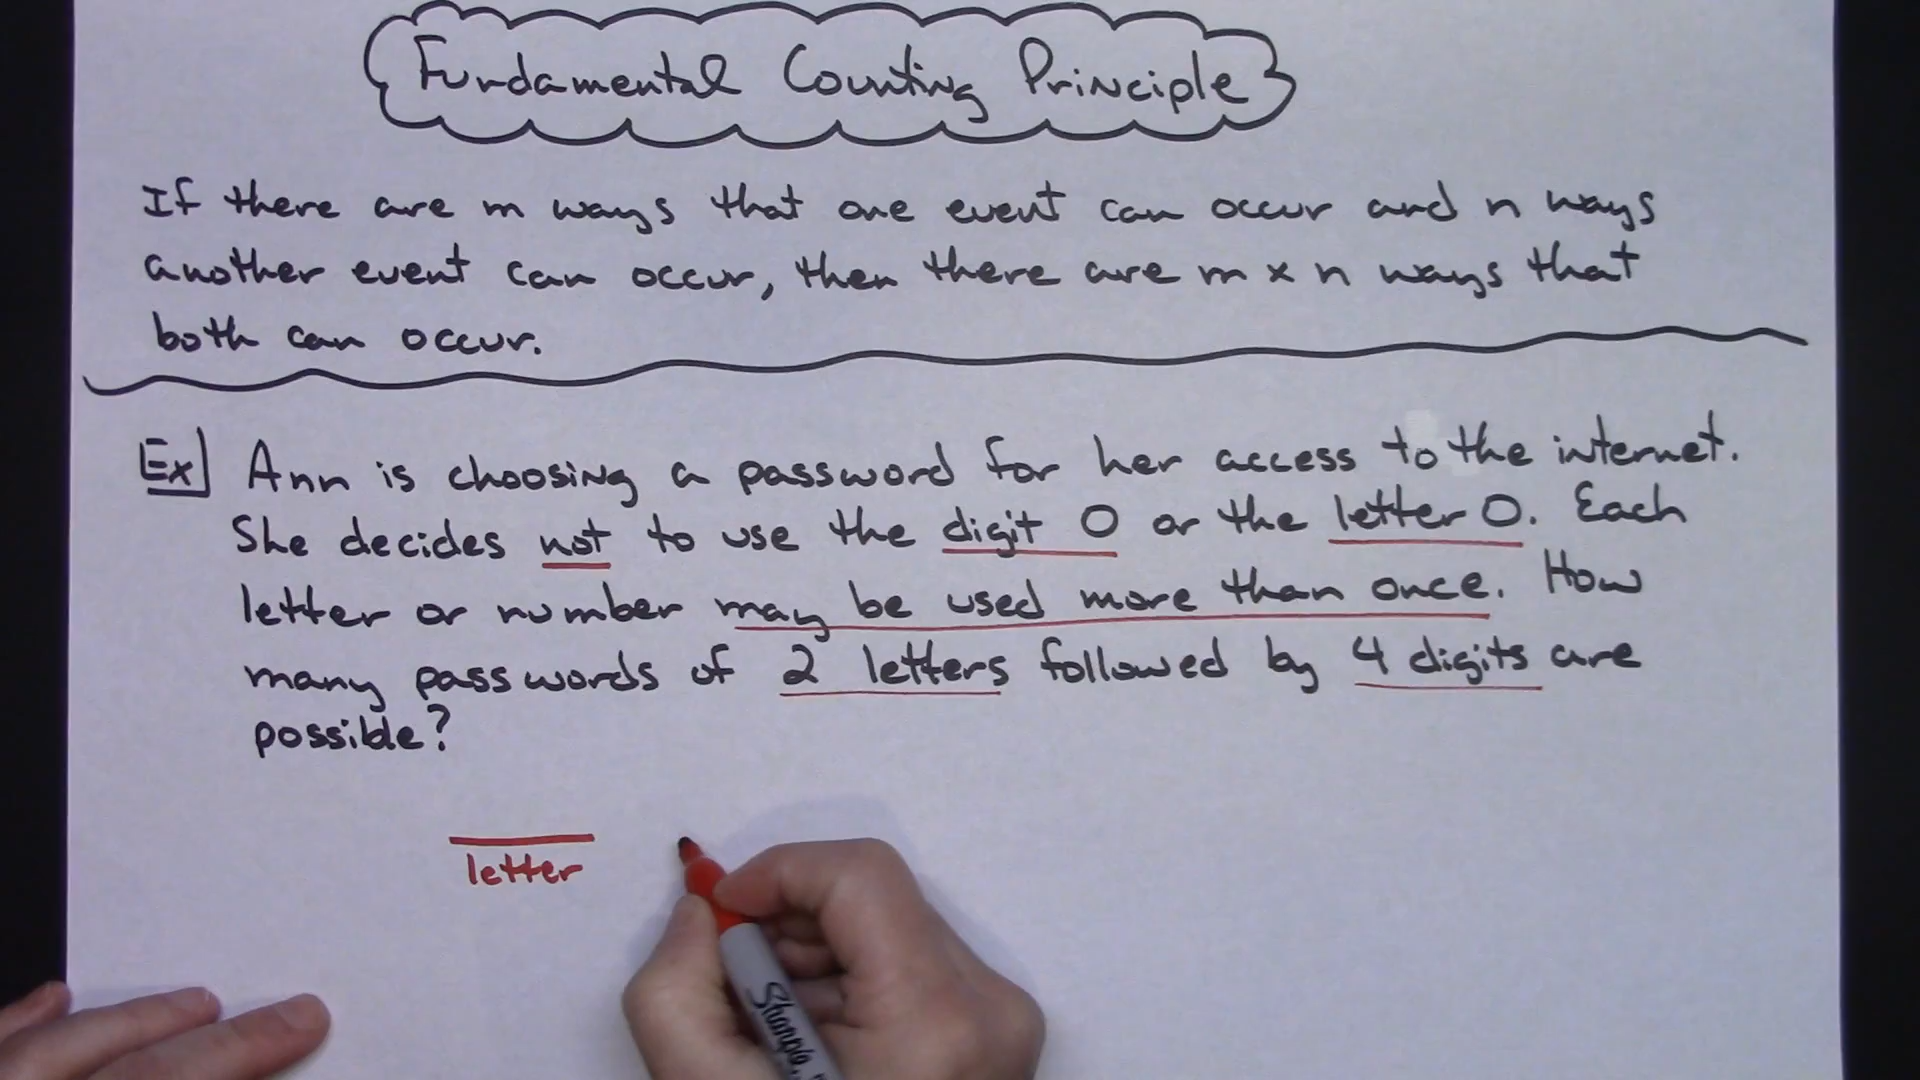 Fundamental Counting Principle
If there are m ways that one event can occur and n ways
another event can occur, then there are m x n ways that
both can occur.
Ex Ann is choosing a password for her access to the internet.
She decides not to use the digit 0 or the letter O. Each
letter or number may be used more than once. How
many passwords of 2 letters followed by 4 digits are
possible?
letter
Sharpie